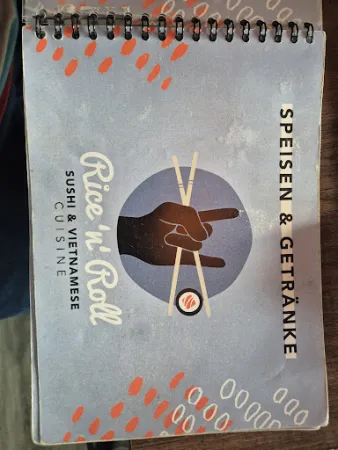 SPEISEN & GETRÄNKE
Rice 'n' Roll
SUSHI & VIETNAMESE
CUISINE